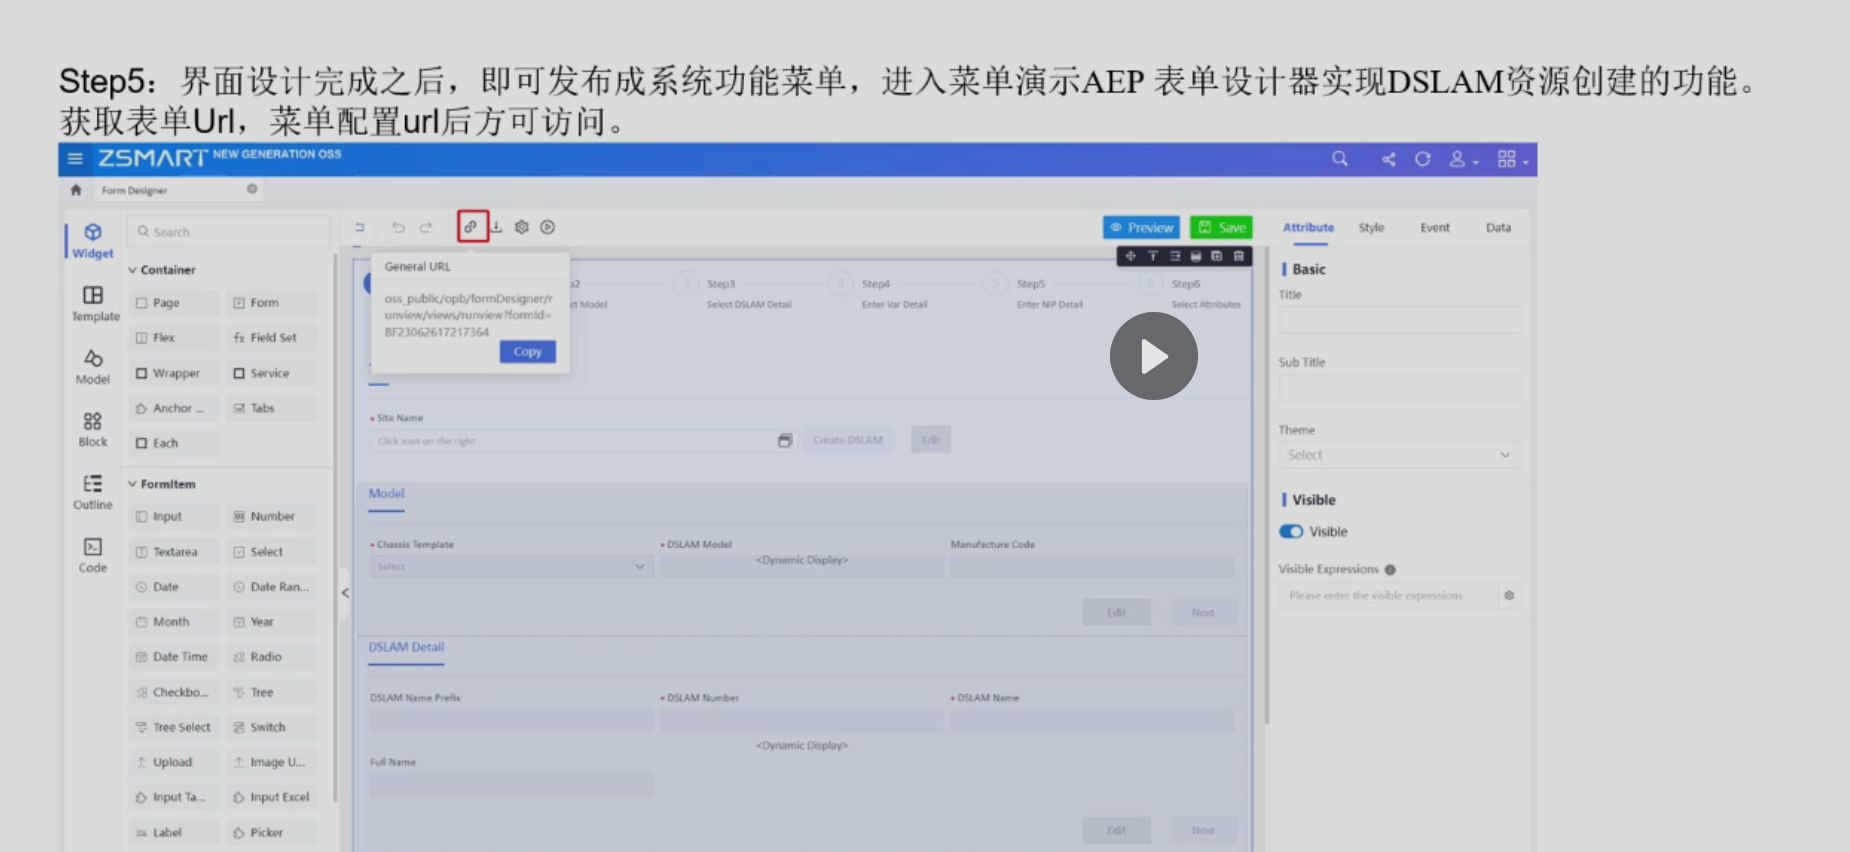 Step5：界面设计完成之后，即可发布成系统功能菜单，进入菜单演示AEP 表单设计器实现DSLAM资源创建的功能。
获取表单Url，菜单配置url后方可访问。
ZSMART NEW GENERATION OSS
Form Designer
Widget
Template
Model
Block
Outline
Code
Search
Container
Page Form
Flex fx Field Set
Wrapper Service
Anchor ... Tabs
Each
FormItem
Input Number
Textarea Select
Date Date Ran...
Month Year
Date Time Radio
Checkbo... Tree
Tree Select Switch
Upload Image U...
Input Ta... Input Excel
Label Picker
Preview Save
General URL
oss_public/opb/formDesigner/r
unview/views/runview?formId=
BF23062617217364
Copy
Step3 4 Step4 5 Step5 6 Step6
Select DSLAM Detail Enter Var Detail Enter NIP Detail Select Attributes
* Site Name
Click icon on the right Create DSLAM Edit
Model
* Chassis Template * DSLAM Model Manufacture Code
Select <Dynamic Display>
Edit Next
DSLAM Detail
DSLAM Name Prefix * DSLAM Number * DSLAM Name
<Dynamic Display>
Full Name
Edit Next
Attribute Style Event Data
Basic
Title
Sub Title
Theme
Select
Visible
Visible
Visible Expressions
Please enter the visible expressions